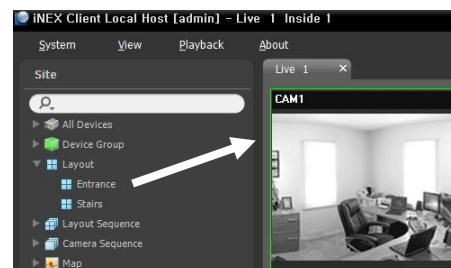 iNEX Client Local Host [admin] - Live 1 Inside 1
System View Playback About
Site
Live 1 ×
All Devices
Device Group
Layout
Entrance
Stairs
Layout Sequence
Camera Sequence
Map
CAM1